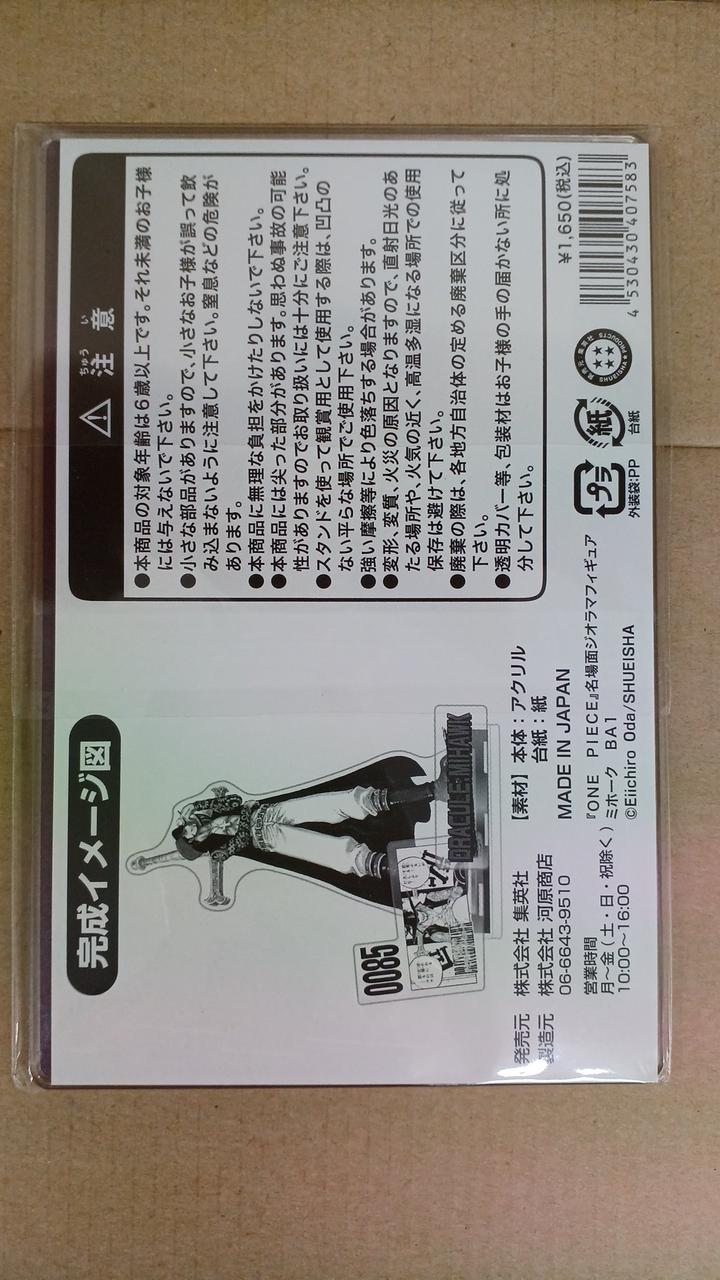 完成イメージ図
0085
DRACULE・MIHAWK
発売元 株式会社 集英社
製造元 株式会社 河原商店
06-6643-9510
営業時間
月〜金(土・日・祝除く)
10:00〜16:00
【素材】本体：アクリル
台紙：紙
MADE IN JAPAN
『ONE PIECE』名場面ジオラマフィギュア
ミホーク BA1
©Eiichiro Oda/SHUEISHA
ちゅう い
注 意
●本商品の対象年齢は6歳以上です。それ未満のお子様
には与えないで下さい。
●小さな部品がありますので、小さなお子様が誤って飲
み込まないように注意して下さい。窒息などの危険が
あります。
●本商品に無理な負担をかけたりしないで下さい。
●本商品には尖った部分があります。思わぬ事故の可能
性がありますのでお取り扱いには十分にご注意下さい。
●スタンドを使って観賞用として使用する際は、凹凸の
ない平らな場所でご使用下さい。
●強い摩擦等により色落ちする場合があります。
●変形、変質、火災の原因となりますので、直射日光のあ
たる場所や、火気の近く、高温多湿になる場所での使用
保存は避けて下さい。
●廃棄の際は、各地方自治体の定める廃棄区分に従って
下さい。
●透明カバー等、包装材はお子様の手の届かない所に処
分して下さい。
プラ
外装袋:PP
紙
台紙
SHUEISHA PRODUCTS
¥1,650(税込)
4 530430 407583